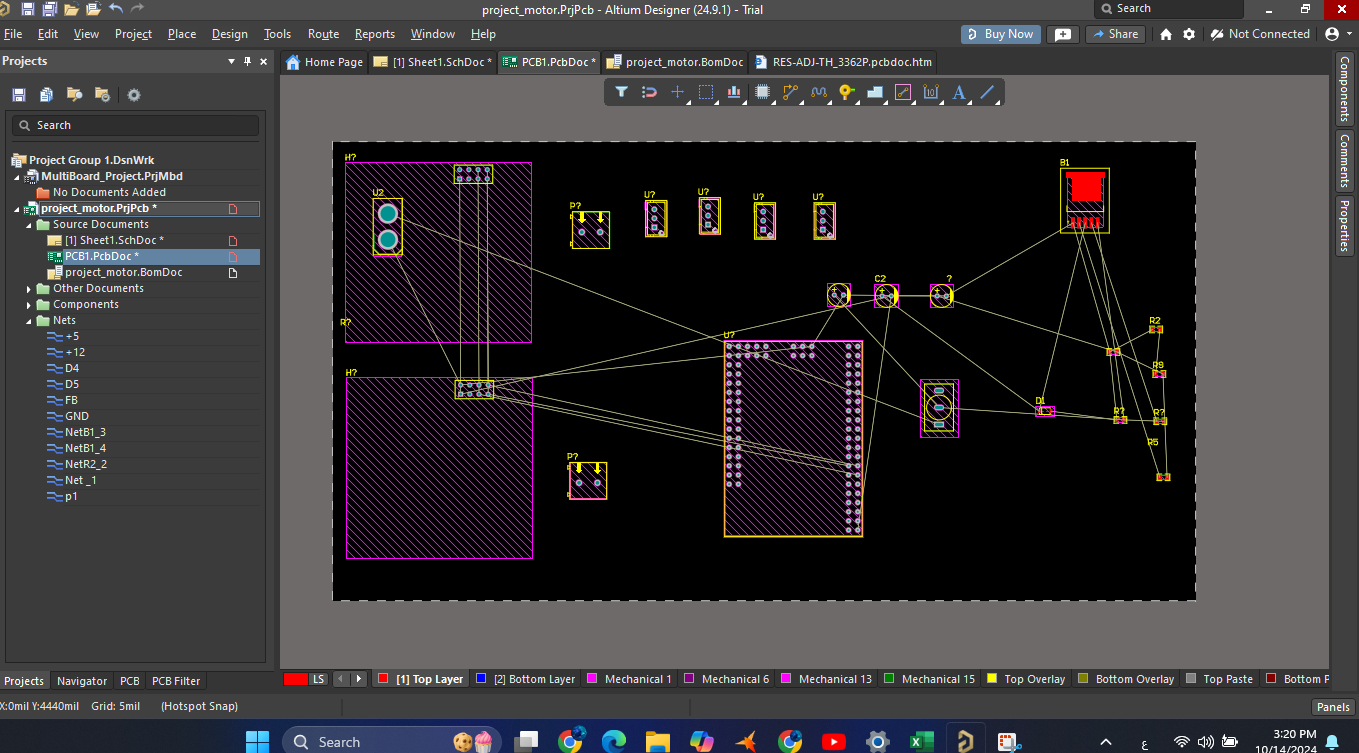 project_motor.PrjPcb - Altium Designer (24.9.1) - Trial
Search
File Edit View Project Place Design Tools Route Reports Window Help
Buy Now Share Not Connected
Projects
Home Page [1] Sheet1.SchDoc * PCB1.PcbDoc * project_motor.BomDoc RES-ADJ-TH_3362P.pcbdoc.htm
Search
Project Group 1.DsnWrk
MultiBoard_Project.PrjMbd
No Documents Added
project_motor.PrjPcb *
Source Documents
[1] Sheet1.SchDoc *
PCB1.PcbDoc *
project_motor.BomDoc
Other Documents
Components
Nets
+5
+12
D4
D5
FB
GND
NetB1_3
NetB1_4
NetR2_2
Net _1
p1
H?
U2
R?
H?
P?
U?
U?
U?
U?
B1
C2
?
U?
R2
R9
D1
R?
R?
R5
P?
Components
Comments
Properties
Projects Navigator PCB PCB Filter
LS [1] Top Layer [2] Bottom Layer Mechanical 1 Mechanical 6 Mechanical 13 Mechanical 15 Top Overlay Bottom Overlay Top Paste Bottom P
X:0mil Y:4440mil Grid: 5mil (Hotspot Snap)
Panels
Search
ع
3:20 PM
10/14/2024